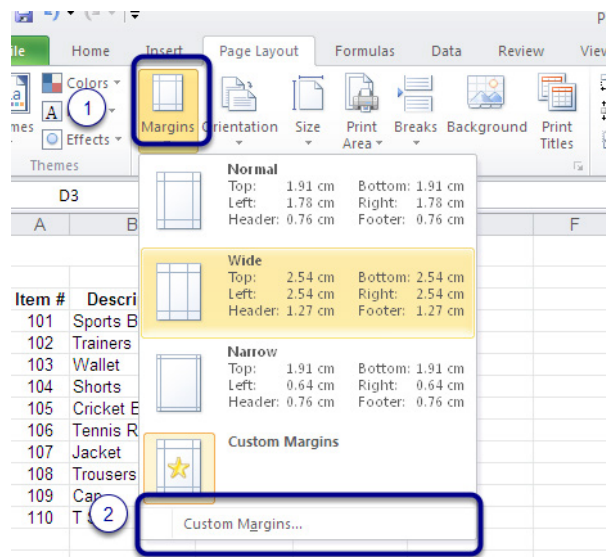 File Home Insert Page Layout Formulas Data Review View
Colors
1
A
Effects
Themes
Margins Orientation Size Print Area Breaks Background Print Titles
D3
A B F
Normal
Top: 1.91 cm Bottom: 1.91 cm
Left: 1.78 cm Right: 1.78 cm
Header: 0.76 cm Footer: 0.76 cm
Wide
Top: 2.54 cm Bottom: 2.54 cm
Left: 2.54 cm Right: 2.54 cm
Header: 1.27 cm Footer: 1.27 cm
Narrow
Top: 1.91 cm Bottom: 1.91 cm
Left: 0.64 cm Right: 0.64 cm
Header: 0.76 cm Footer: 0.76 cm
Custom Margins
2
Custom Margins...
Item # Descri
101 Sports B
102 Trainers
103 Wallet
104 Shorts
105 Cricket
106 Tennis R
107 Jacket
108 Trousers
109 Cap
110 T S